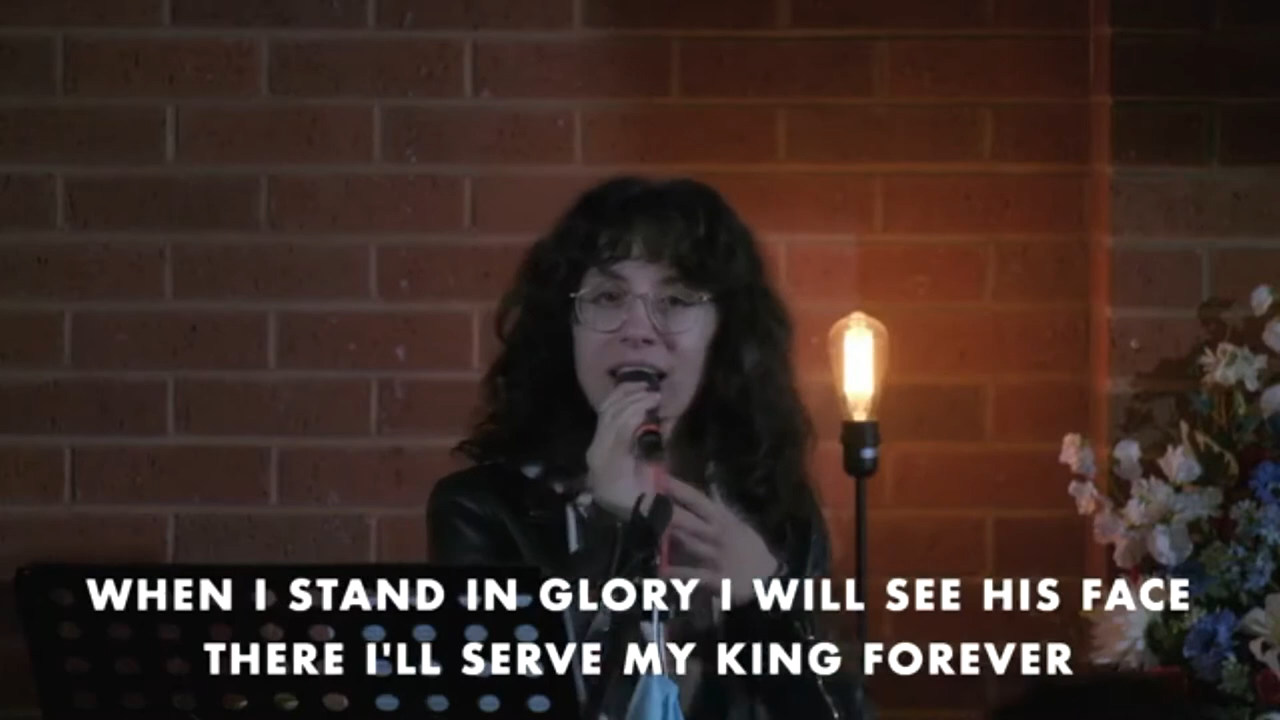 WHEN I STAND IN GLORY I WILL SEE HIS FACE
THERE I'LL SERVE MY KING FOREVER